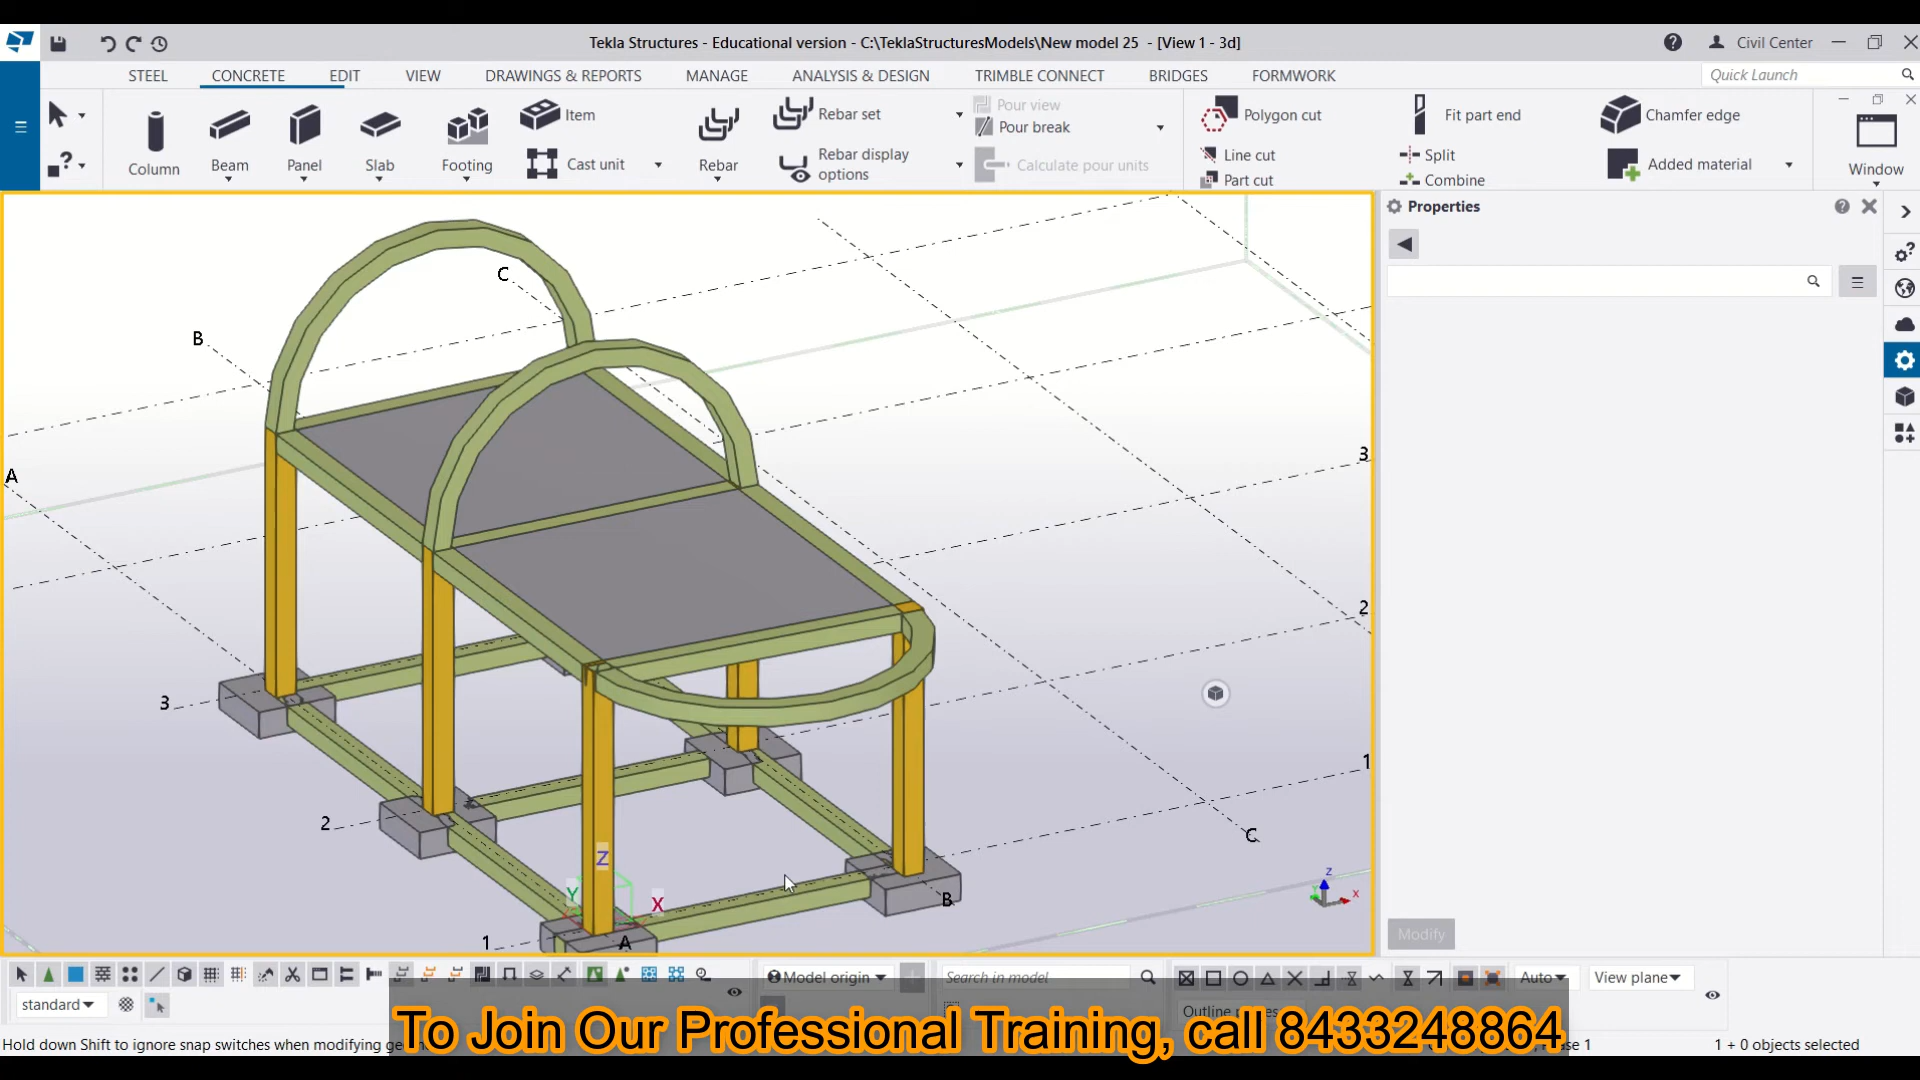 Tekla Structures - Educational version - C:\TeklaStructuresModels\New model 25 - [View 1 - 3d]
Civil Center
STEEL CONCRETE EDIT VIEW DRAWINGS & REPORTS MANAGE ANALYSIS & DESIGN TRIMBLE CONNECT BRIDGES FORMWORK
Quick Launch
Column
Beam
Panel
Slab
Footing
Item
Cast unit
Rebar
Rebar set
Rebar display
options
Pour view
Pour break
Calculate pour units
Polygon cut
Line cut
Part cut
Fit part end
Split
Combine
Chamfer edge
Added material
Window
Properties
C
B
A
3
3
2
2
1
C
Z
Y
X
B
1
A
Z
X
Modify
Model origin
Search in model
Auto
View plane
standard
To Join Our Professional Training, call 8433248864
Hold down Shift to ignore snap switches when modifying
1 + 0 objects selected